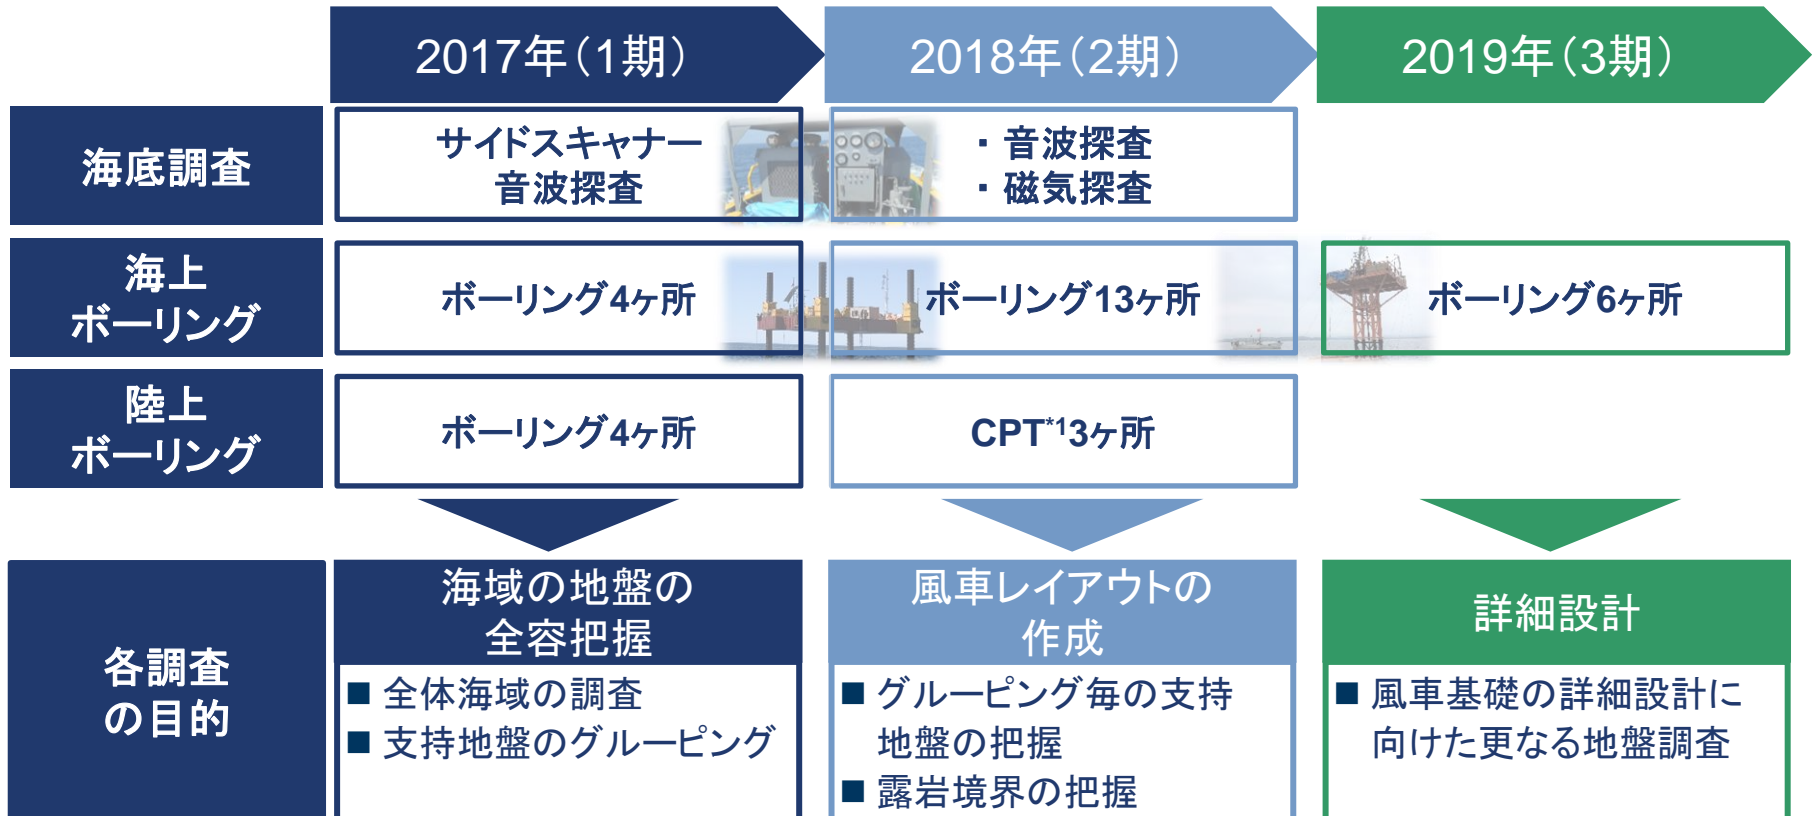 2017年（1期）
2018年（2期）
2019年（3期）
海底調査
サイドスキャナー
音波探査
・音波探査
・磁気探査
海上
ボーリング
ボーリング4ヶ所
ボーリング13ヶ所
ボーリング6ヶ所
陸上
ボーリング
ボーリング4ヶ所
CPT*13ヶ所
各調査
の目的
海域の地盤の
全容把握
■ 全体海域の調査
■ 支持地盤のグルーピング
風車レイアウトの
作成
■ グルーピング毎の支持
地盤の把握
■ 露岩境界の把握
詳細設計
■ 風車基礎の詳細設計に
向けた更なる地盤調査